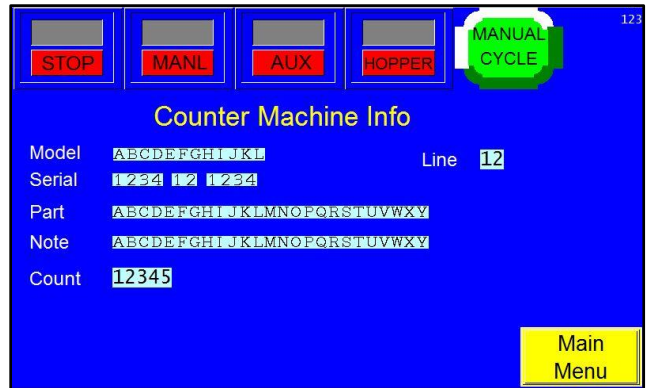 STOP MANL AUX HOPPER MANUAL CYCLE 123
Counter Machine Info
Model ABCDEFGHIJKL Line 12
Serial 1234 12 1234
Part ABCDEFGHIJKLMNOPQRSTUVWXY
Note ABCDEFGHIJKLMNOPQRSTUVWXY
Count 12345
Main
Menu